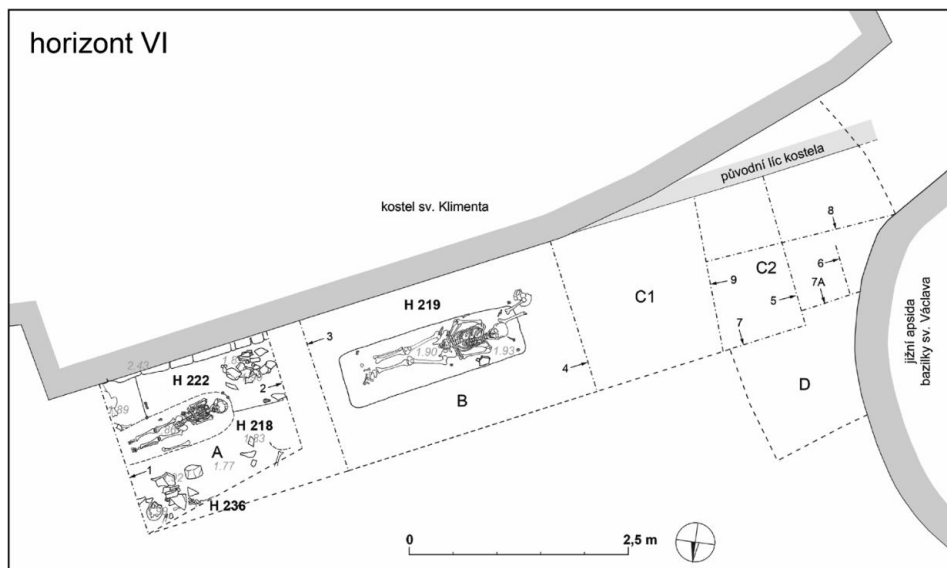 horizont VI
původní líc kostela
kostel sv. Klimenta
8
C2
6
H 219
C1
9
7A
5
3
7
jižní apsida
bazilky sv. Václava
2.42
H 222
2
1.90
1.93
4
D
B
H 218
1.83
A
1.77
1
H 236
0
2,5 m